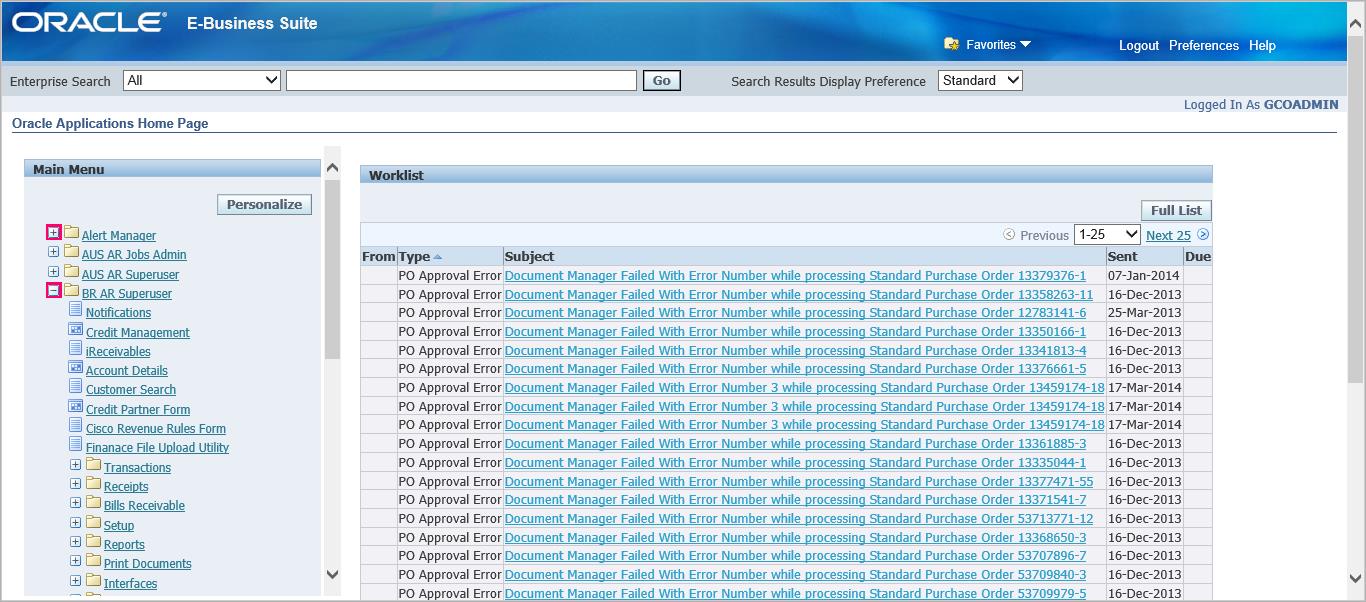 ORACLE® E-Business Suite
Favorites Logout Preferences Help
Enterprise Search All Go Search Results Display Preference Standard
Logged In As GCOADMIN
Oracle Applications Home Page
Main Menu
Personalize
Alert Manager
AUS AR Jobs Admin
AUS AR Superuser
BR AR Superuser
Notifications
Credit Management
iReceivables
Account Details
Customer Search
Credit Partner Form
Cisco Revenue Rules Form
Finanace File Upload Utility
Transactions
Receipts
Bills Receivable
Setup
Reports
Print Documents
Interfaces
Worklist
Full List
Previous 1-25 Next 25
From Type Subject Sent Due
PO Approval Error Document Manager Failed With Error Number while processing Standard Purchase Order 13379376-1 07-Jan-2014
PO Approval Error Document Manager Failed With Error Number while processing Standard Purchase Order 13358263-11 16-Dec-2013
PO Approval Error Document Manager Failed With Error Number while processing Standard Purchase Order 12783141-6 25-Mar-2013
PO Approval Error Document Manager Failed With Error Number while processing Standard Purchase Order 13350166-1 16-Dec-2013
PO Approval Error Document Manager Failed With Error Number while processing Standard Purchase Order 13341813-4 16-Dec-2013
PO Approval Error Document Manager Failed With Error Number while processing Standard Purchase Order 13376661-5 16-Dec-2013
PO Approval Error Document Manager Failed With Error Number 3 while processing Standard Purchase Order 13459174-18 17-Mar-2014
PO Approval Error Document Manager Failed With Error Number 3 while processing Standard Purchase Order 13459174-18 17-Mar-2014
PO Approval Error Document Manager Failed With Error Number 3 while processing Standard Purchase Order 13459174-18 17-Mar-2014
PO Approval Error Document Manager Failed With Error Number while processing Standard Purchase Order 13361885-3 16-Dec-2013
PO Approval Error Document Manager Failed With Error Number while processing Standard Purchase Order 13335044-1 16-Dec-2013
PO Approval Error Document Manager Failed With Error Number while processing Standard Purchase Order 13377471-55 16-Dec-2013
PO Approval Error Document Manager Failed With Error Number while processing Standard Purchase Order 13371541-7 16-Dec-2013
PO Approval Error Document Manager Failed With Error Number while processing Standard Purchase Order 53713771-12 16-Dec-2013
PO Approval Error Document Manager Failed With Error Number while processing Standard Purchase Order 13368650-3 16-Dec-2013
PO Approval Error Document Manager Failed With Error Number while processing Standard Purchase Order 53707896-7 16-Dec-2013
PO Approval Error Document Manager Failed With Error Number while processing Standard Purchase Order 53709840-3 16-Dec-2013
PO Approval Error Document Manager Failed With Error Number while processing Standard Purchase Order 53709979-5 16-Dec-2013